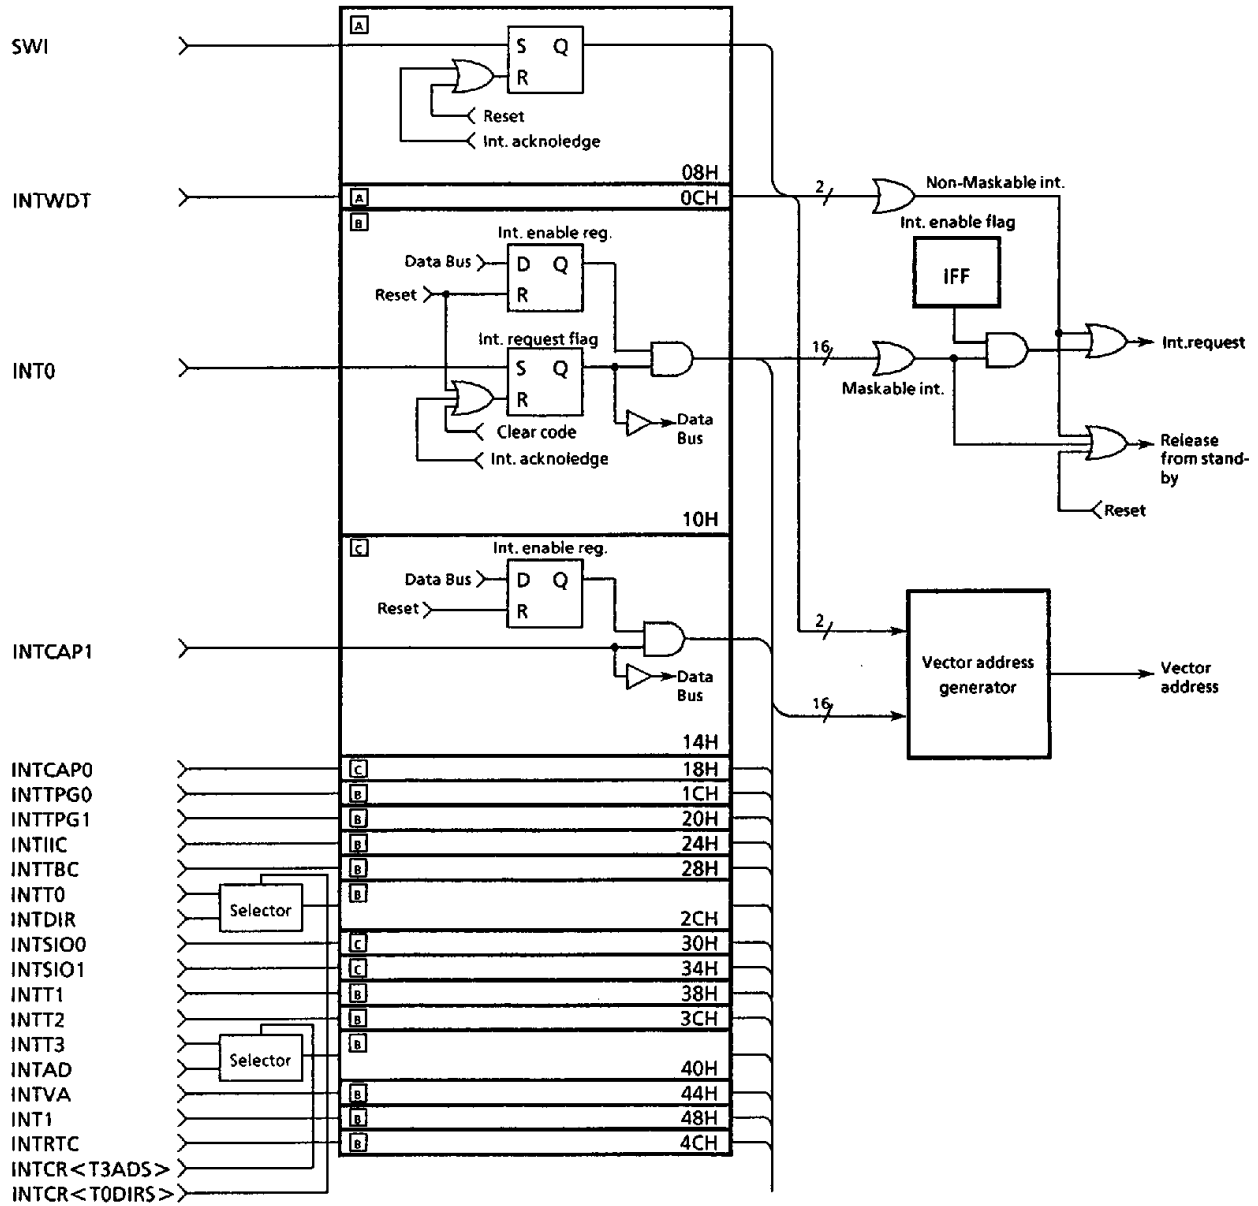 A
SWI
S Q
R
Reset
Int. acknoledge
08H
INTWDT
A
0CH
2
Non-Maskable int.
B
Int. enable reg.
Int. enable flag
Data Bus
D Q
IFF
Reset
R
Int. request flag
INT0
S Q
R
16
Maskable int.
Int.request
Clear code
Data
Bus
Int. acknoledge
Release
from stand-
by
Reset
10H
C
Int. enable reg.
Data Bus
D Q
Reset
R
INTCAP1
Data
Bus
2
Vector address
generator
Vector
address
16
14H
INTCAP0
C
18H
INTTPG0
B
1CH
INTTPG1
B
20H
INTIIC
B
24H
INTTBC
B
28H
INTT0
B
Selector
INTDIR
2CH
INTSIO0
C
30H
INTSIO1
C
34H
INTT1
B
38H
INTT2
B
3CH
INTT3
B
Selector
INTAD
40H
INTVA
B
44H
INT1
B
48H
INTRTC
B
4CH
INTCR<T3ADS>
INTCR<T0DIRS>